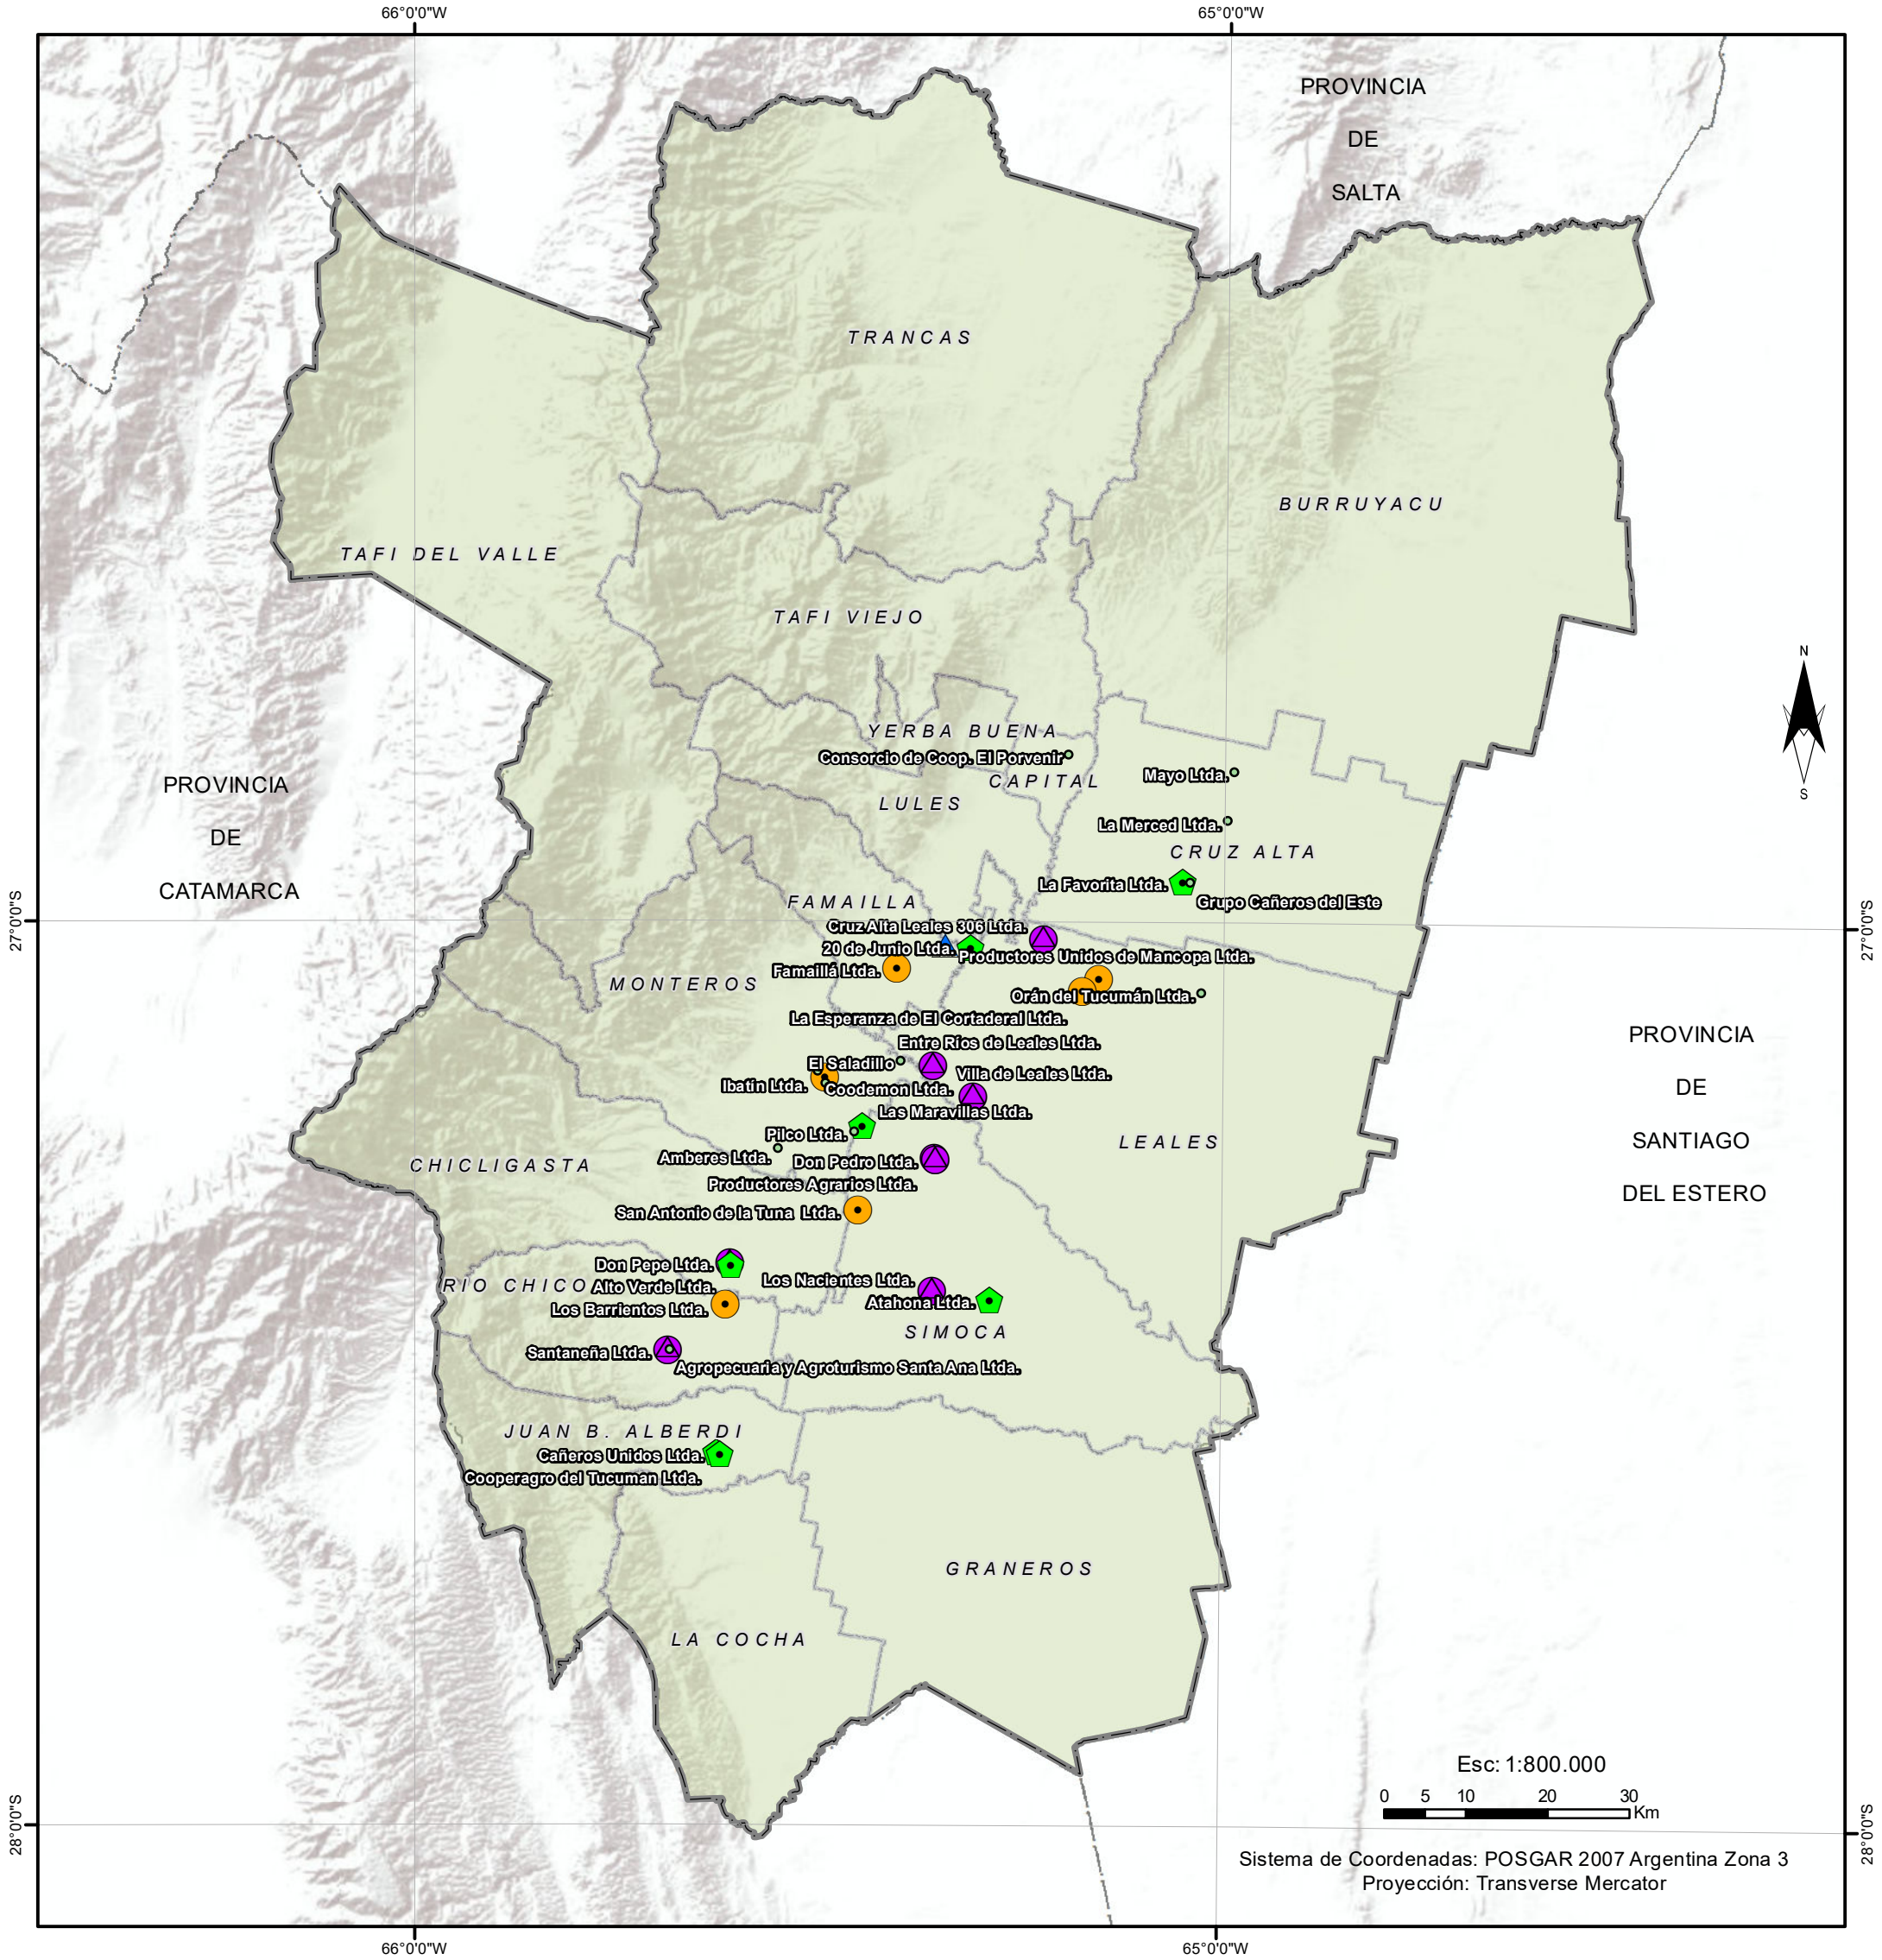 66°0'0"W
65°0'0"W
PROVINCIA
DE
SALTA
TRANCAS
BURRUYACU
TAFI DEL VALLE
TAFI VIEJO
N
S
YERBA BUENA
Consorcio de Coop. El Porvenir
CAPITAL
Mayo Ltda.
LULES
PROVINCIA
DE
CATAMARCA
La Merced Ltda.
CRUZ ALTA
La Favorita Ltda.
Grupo Cañeros del Este
FAMAILLA
27°0'0"S
27°0'0"S
Cruz Alta Leales 306 Ltda.
20 de Junio Ltda.
Productores Unidos de Mancopa Ltda.
Famaillá Ltda.
MONTEROS
Orán del Tucumán Ltda.
La Esperanza de El Cortaderal Ltda.
Entre Ríos de Leales Ltda.
El Saladillo
Villa de Leales Ltda.
Ibatín Ltda.
Coodemon Ltda.
Las Maravillas Ltda.
PROVINCIA
DE
SANTIAGO
DEL ESTERO
Pilco Ltda.
LEALES
Amberes Ltda.
Don Pedro Ltda.
CHICLIGASTA
Productores Agrarios Ltda.
San Antonio de la Tuna Ltda.
Don Pepe Ltda.
RIO CHICO
Alto Verde Ltda.
Los Nacientes Ltda.
Atahona Ltda.
Los Barrientos Ltda.
SIMOCA
Santaneña Ltda.
Agropecuaria y Agroturismo Santa Ana Ltda.
JUAN B. ALBERDI
Cañeros Unidos Ltda.
Cooperagro del Tucuman Ltda.
GRANEROS
LA COCHA
Esc: 1:800.000
0 5 10 20 30
Km
28°0'0"S
28°0'0"S
Sistema de Coordenadas: POSGAR 2007 Argentina Zona 3
Proyección: Transverse Mercator
66°0'0"W
65°0'0"W